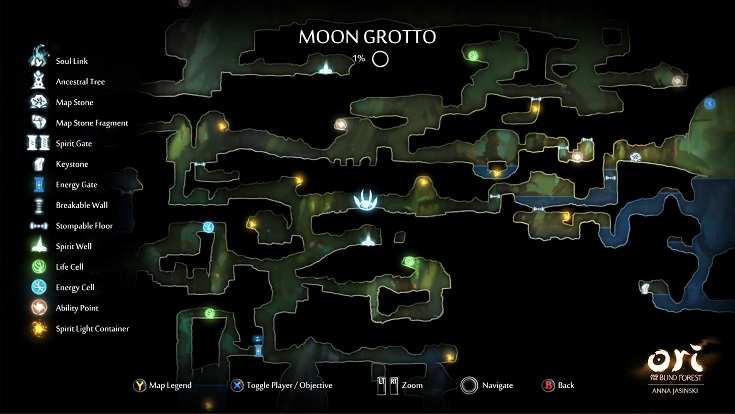 MOON GROTTO
1%
Soul Link
Ancestral Tree
Map Stone
Map Stone Fragment
Spirit Gate
Keystone
Energy Gate
Breakable Wall
Stompable Floor
Spirit Well
Life Cell
Energy Cell
Ability Point
Spirit Light Container
Y Map Legend
X Toggle Player / Objective
LT RT Zoom
Navigate
B Back
ori
AND THE BLIND FOREST
ANNA JASINSKI